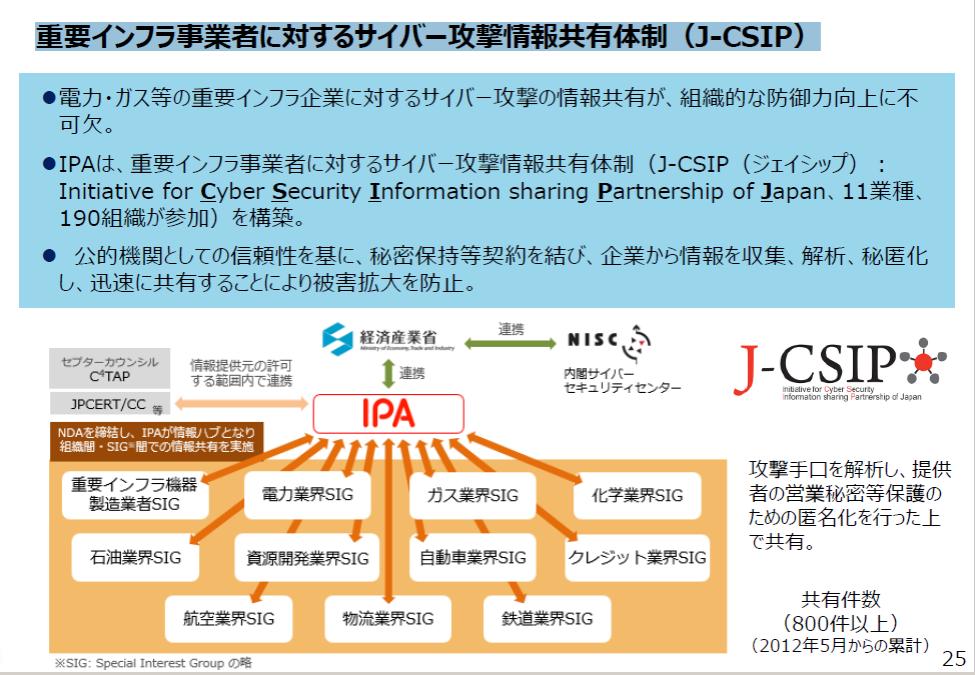 重要インフラ事業者に対するサイバー攻撃情報共有体制（J-CSIP）
●電力・ガス等の重要インフラ企業に対するサイバー攻撃の情報共有が、組織的な防御力向上に不
可欠。
●IPAは、重要インフラ事業者に対するサイバー攻撃情報共有体制（J-CSIP（ジェイシップ）：
Initiative for Cyber Security Information sharing Partnership of Japan、11業種、
190組織が参加）を構築。
● 公的機関としての信頼性を基に、秘密保持等契約を結び、企業から情報を収集、解析、秘匿化
し、迅速に共有することにより被害拡大を防止。
経済産業省
Ministry of Economy, Trade and Industry
連携
NISC
内閣サイバー
セキュリティセンター
セプターカウンシル
C⁴TAP
JPCERT/CC 等
情報提供元の許可
する範囲内で連携
連携
IPA
J-CSIP
Initiative for Cyber Security
Information sharing Partnership of Japan
NDAを締結し、IPAが情報ハブとなり
組織間・SIG※間での情報共有を実施
重要インフラ機器
製造業者SIG
電力業界SIG
ガス業界SIG
化学業界SIG
石油業界SIG
資源開発業界SIG
自動車業界SIG
クレジット業界SIG
航空業界SIG
物流業界SIG
鉄道業界SIG
※SIG: Special Interest Group の略
攻撃手口を解析し、提供
者の営業秘密等保護の
ための匿名化を行った上
で共有。
共有件数
（800件以上）
（2012年5月からの累計）
25